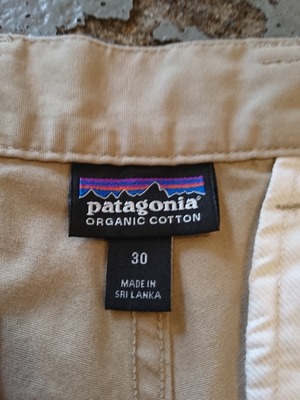 patagonia
ORGANIC COTTON
30
MADE IN
SRI LANKA